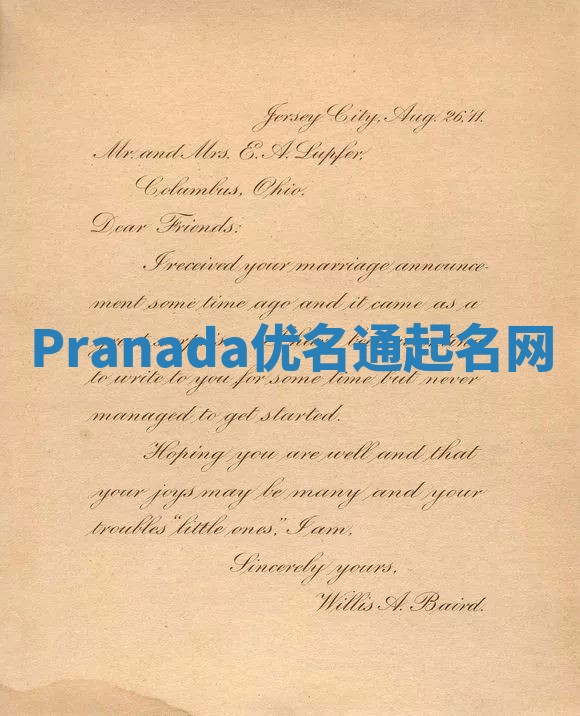 Jersey City, Aug. 26,'11.
Mr. and Mrs. E. A. Lupfer,
Columbus, Ohio.
Dear Friends:
I received your marriage announce-
ment some time ago and it came as a
Pranada优名通起名网
to write to you for some time but never
managed to get started.
Hoping you are well and that
your joys may be many and your
troubles "little ones," I am,
Sincerely yours,
Willis A. Baird.